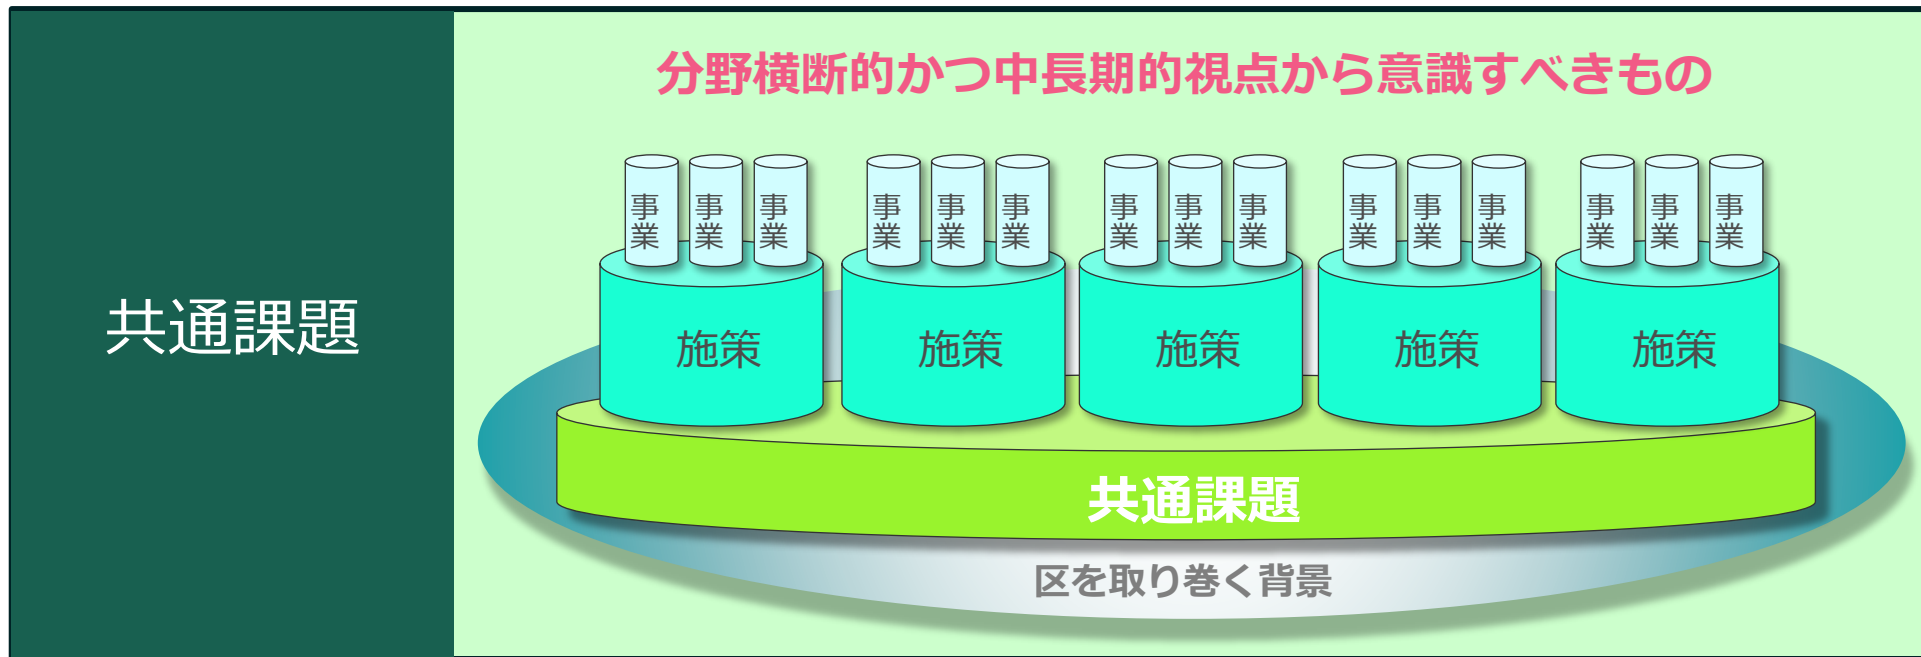 共通課題
分野横断的かつ中長期的視点から意識すべきもの
事業 事業 事業 事業 事業 事業 事業 事業 事業 事業 事業 事業 事業 事業 事業
施策 施策 施策 施策 施策
共通課題
区を取り巻く背景